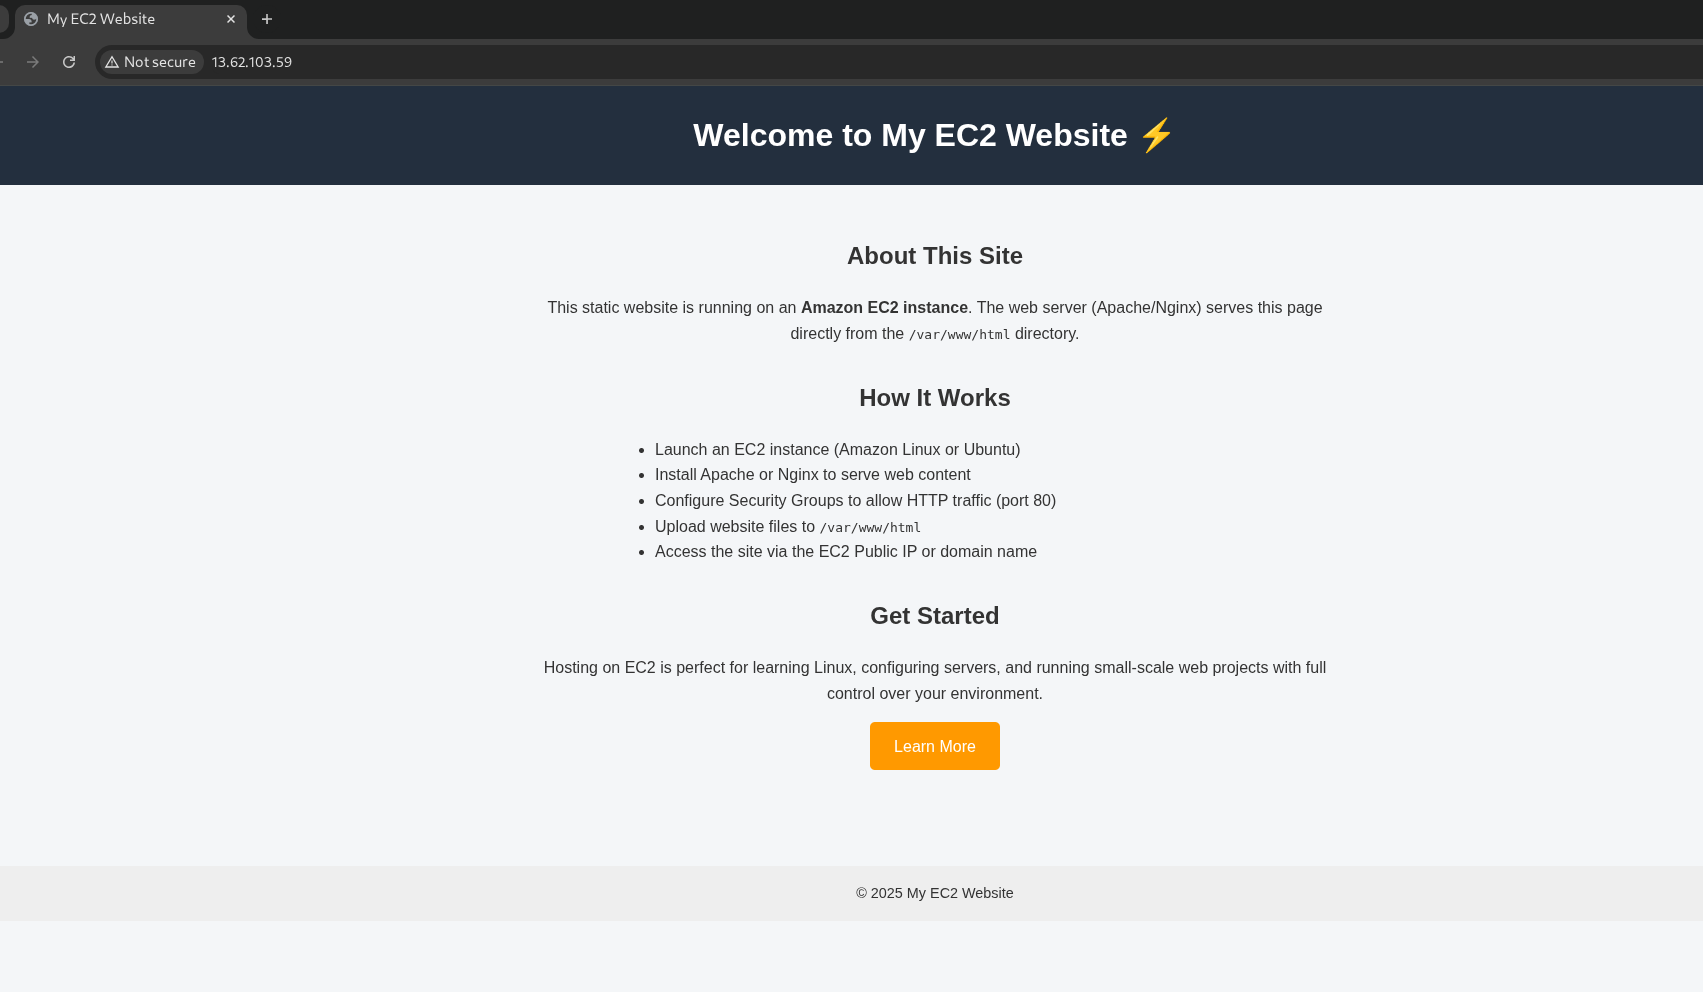 My EC2 Website
Not secure 13.62.103.59
Welcome to My EC2 Website ⚡
About This Site
This static website is running on an Amazon EC2 instance. The web server (Apache/Nginx) serves this page
directly from the /var/www/html directory.
How It Works
• Launch an EC2 instance (Amazon Linux or Ubuntu)
• Install Apache or Nginx to serve web content
• Configure Security Groups to allow HTTP traffic (port 80)
• Upload website files to /var/www/html
• Access the site via the EC2 Public IP or domain name
Get Started
Hosting on EC2 is perfect for learning Linux, configuring servers, and running small-scale web projects with full
control over your environment.
Learn More
© 2025 My EC2 Website